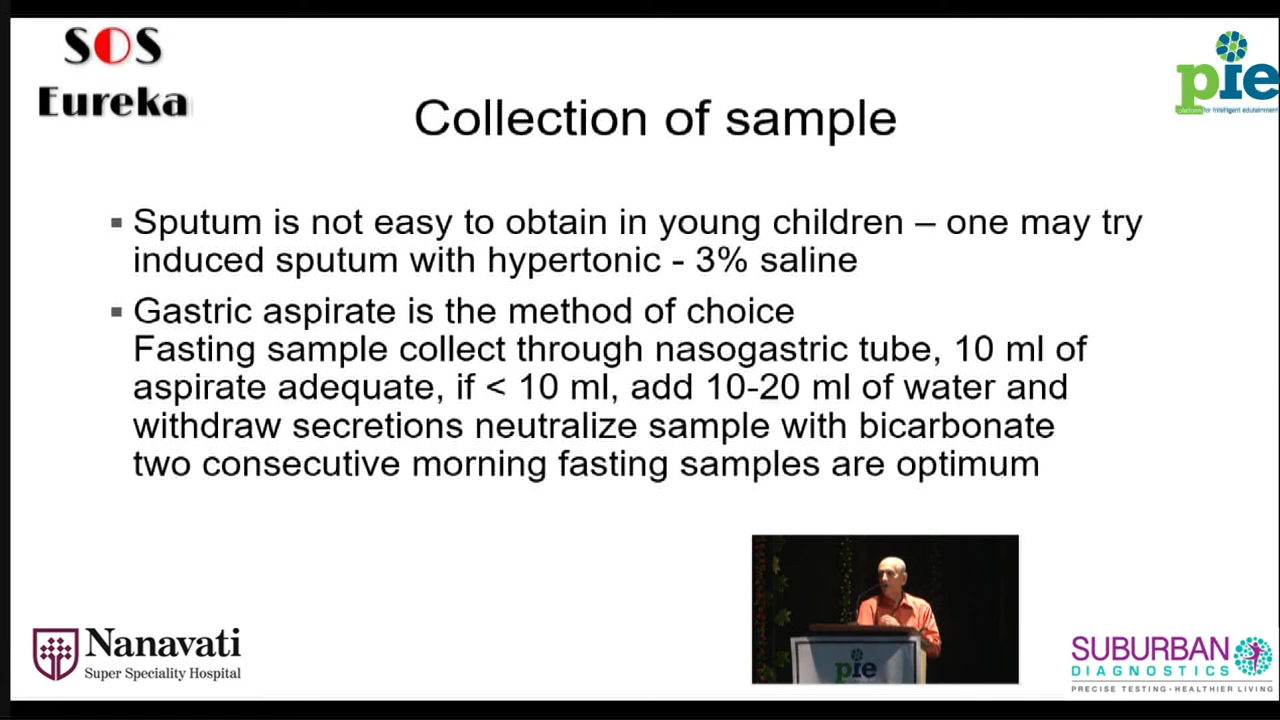 SOS
Eureka
pie
platform for intelligent edutainment
Collection of sample
Sputum is not easy to obtain in young children – one may try
induced sputum with hypertonic - 3% saline
Gastric aspirate is the method of choice
Fasting sample collect through nasogastric tube, 10 ml of
aspirate adequate, if < 10 ml, add 10-20 ml of water and
withdraw secretions neutralize sample with bicarbonate
two consecutive morning fasting samples are optimum
pie
Nanavati
Super Speciality Hospital
SUBURBAN
DIAGNOSTICS
PRECISE TESTING • HEALTHIER LIVING